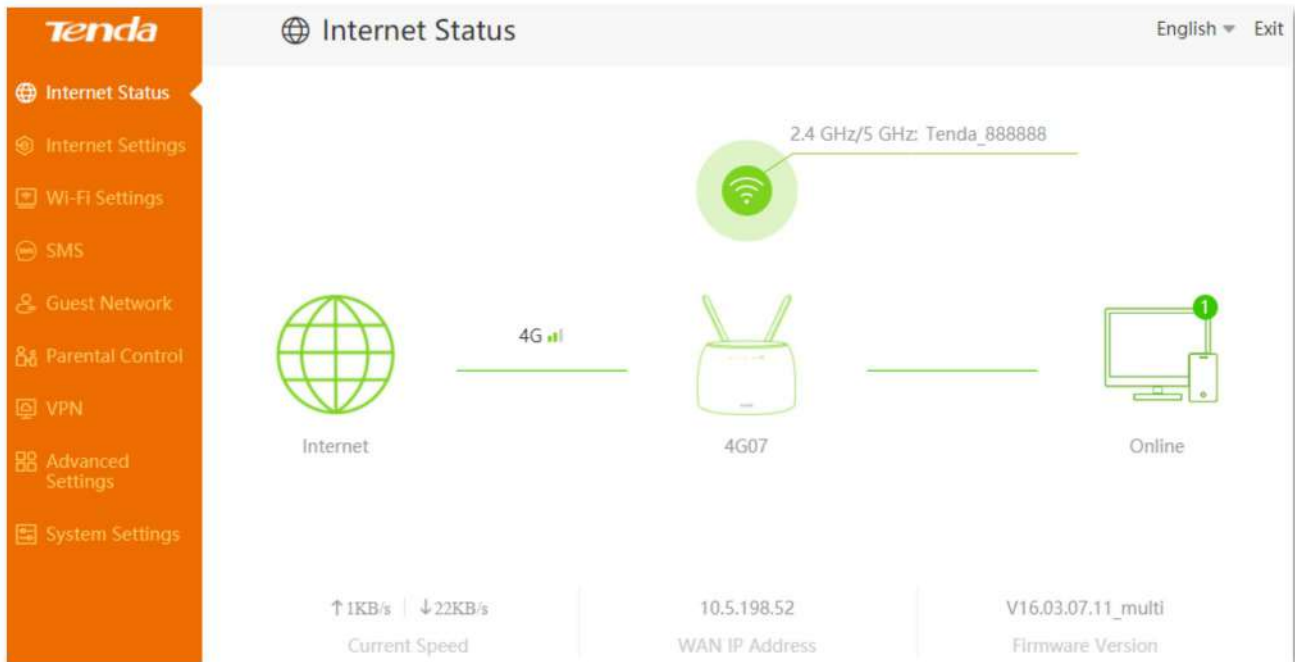 Tenda
Internet Status
English
Exit
Internet Status
Internet Settings
Wi-Fi Settings
SMS
Guest Network
Parental Control
VPN
Advanced
Settings
System Settings
2.4 GHz/5 GHz: Tenda_888888
4G
1
Internet
4G07
Online
↑1KB/s ↓22KB/s
Current Speed
10.5.198.52
WAN IP Address
V16.03.07.11_multi
Firmware Version